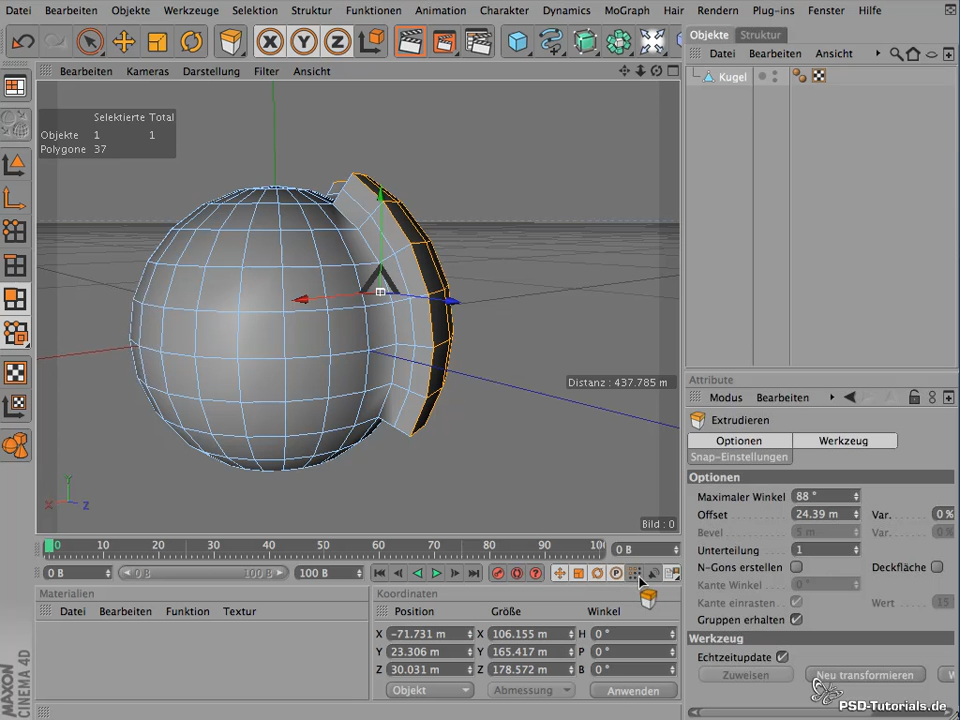 Datei Bearbeiten Objekte Werkzeuge Selektion Struktur Funktionen Animation Charakter Dynamics MoGraph Hair Rendern Plug-ins Fenster Hilfe
X Y Z
Objekte Struktur
Bearbeiten Kameras Darstellung Filter Ansicht
Datei Bearbeiten Ansicht
Kugel
Selektierte Total
Objekte 1 1
Polygone 37
Distanz : 437.785 m
Y
X Z
Bild : 0
Attribute
Modus Bearbeiten
Extrudieren
Optionen Werkzeug
Snap-Einstellungen
Optionen
Maximaler Winkel 88 °
Offset 24.39 m Var. 0 %
Bevel 5 m Var. 0 %
Unterteilung 1
N-Gons erstellen Deckfläche
Kante Winkel 0 °
Kante einrasten Wert 15
Gruppen erhalten
Werkzeug
Echtzeitupdate
Zuweisen Neu transformieren W
0 10 20 30 40 50 60 70 80 90 10 0 B
0 B 0 B 100 B 100 B
P
Materialien
Datei Bearbeiten Funktion Textur
Koordinaten
Position Größe Winkel
X -71.731 m X 106.155 m H 0 °
Y 23.306 m Y 165.417 m P 0 °
Z 30.031 m Z 178.572 m B 0 °
Objekt Abmessung Anwenden
MAXON
CINEMA 4D
PSD-Tutorials.de